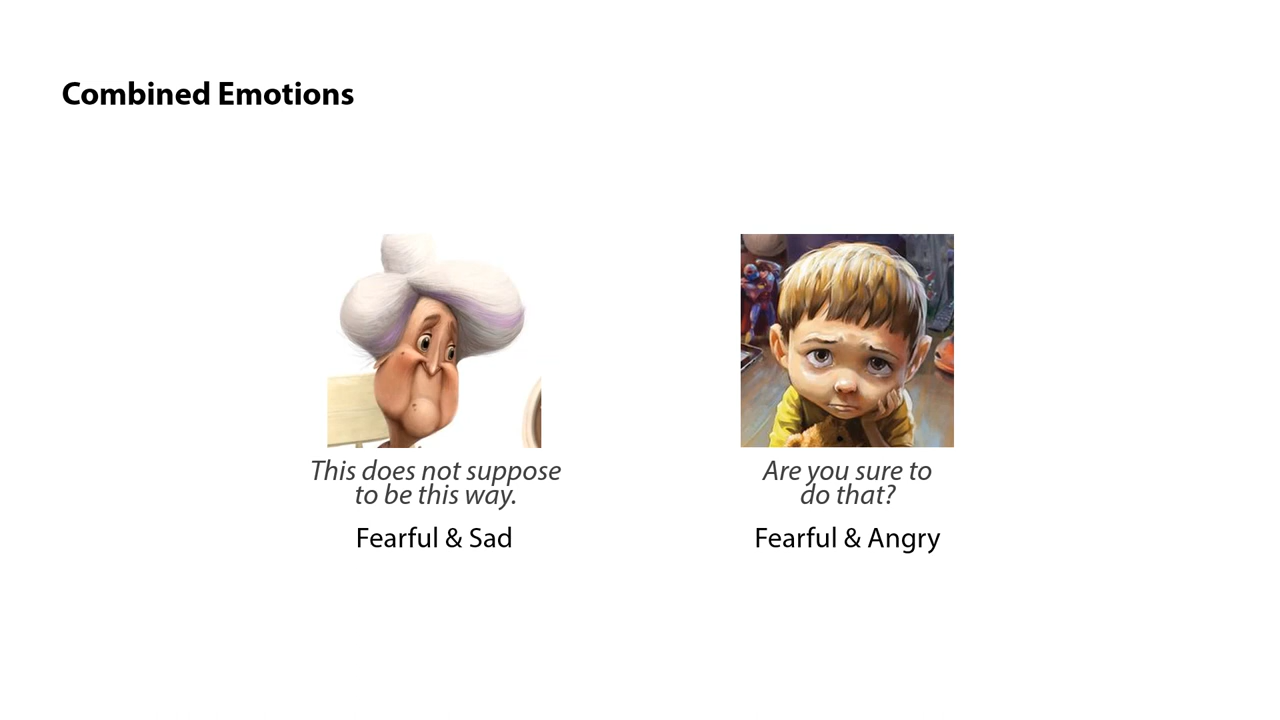 Combined Emotions
This does not suppose
to be this way.
Fearful & Sad
Are you sure to
do that?
Fearful & Angry